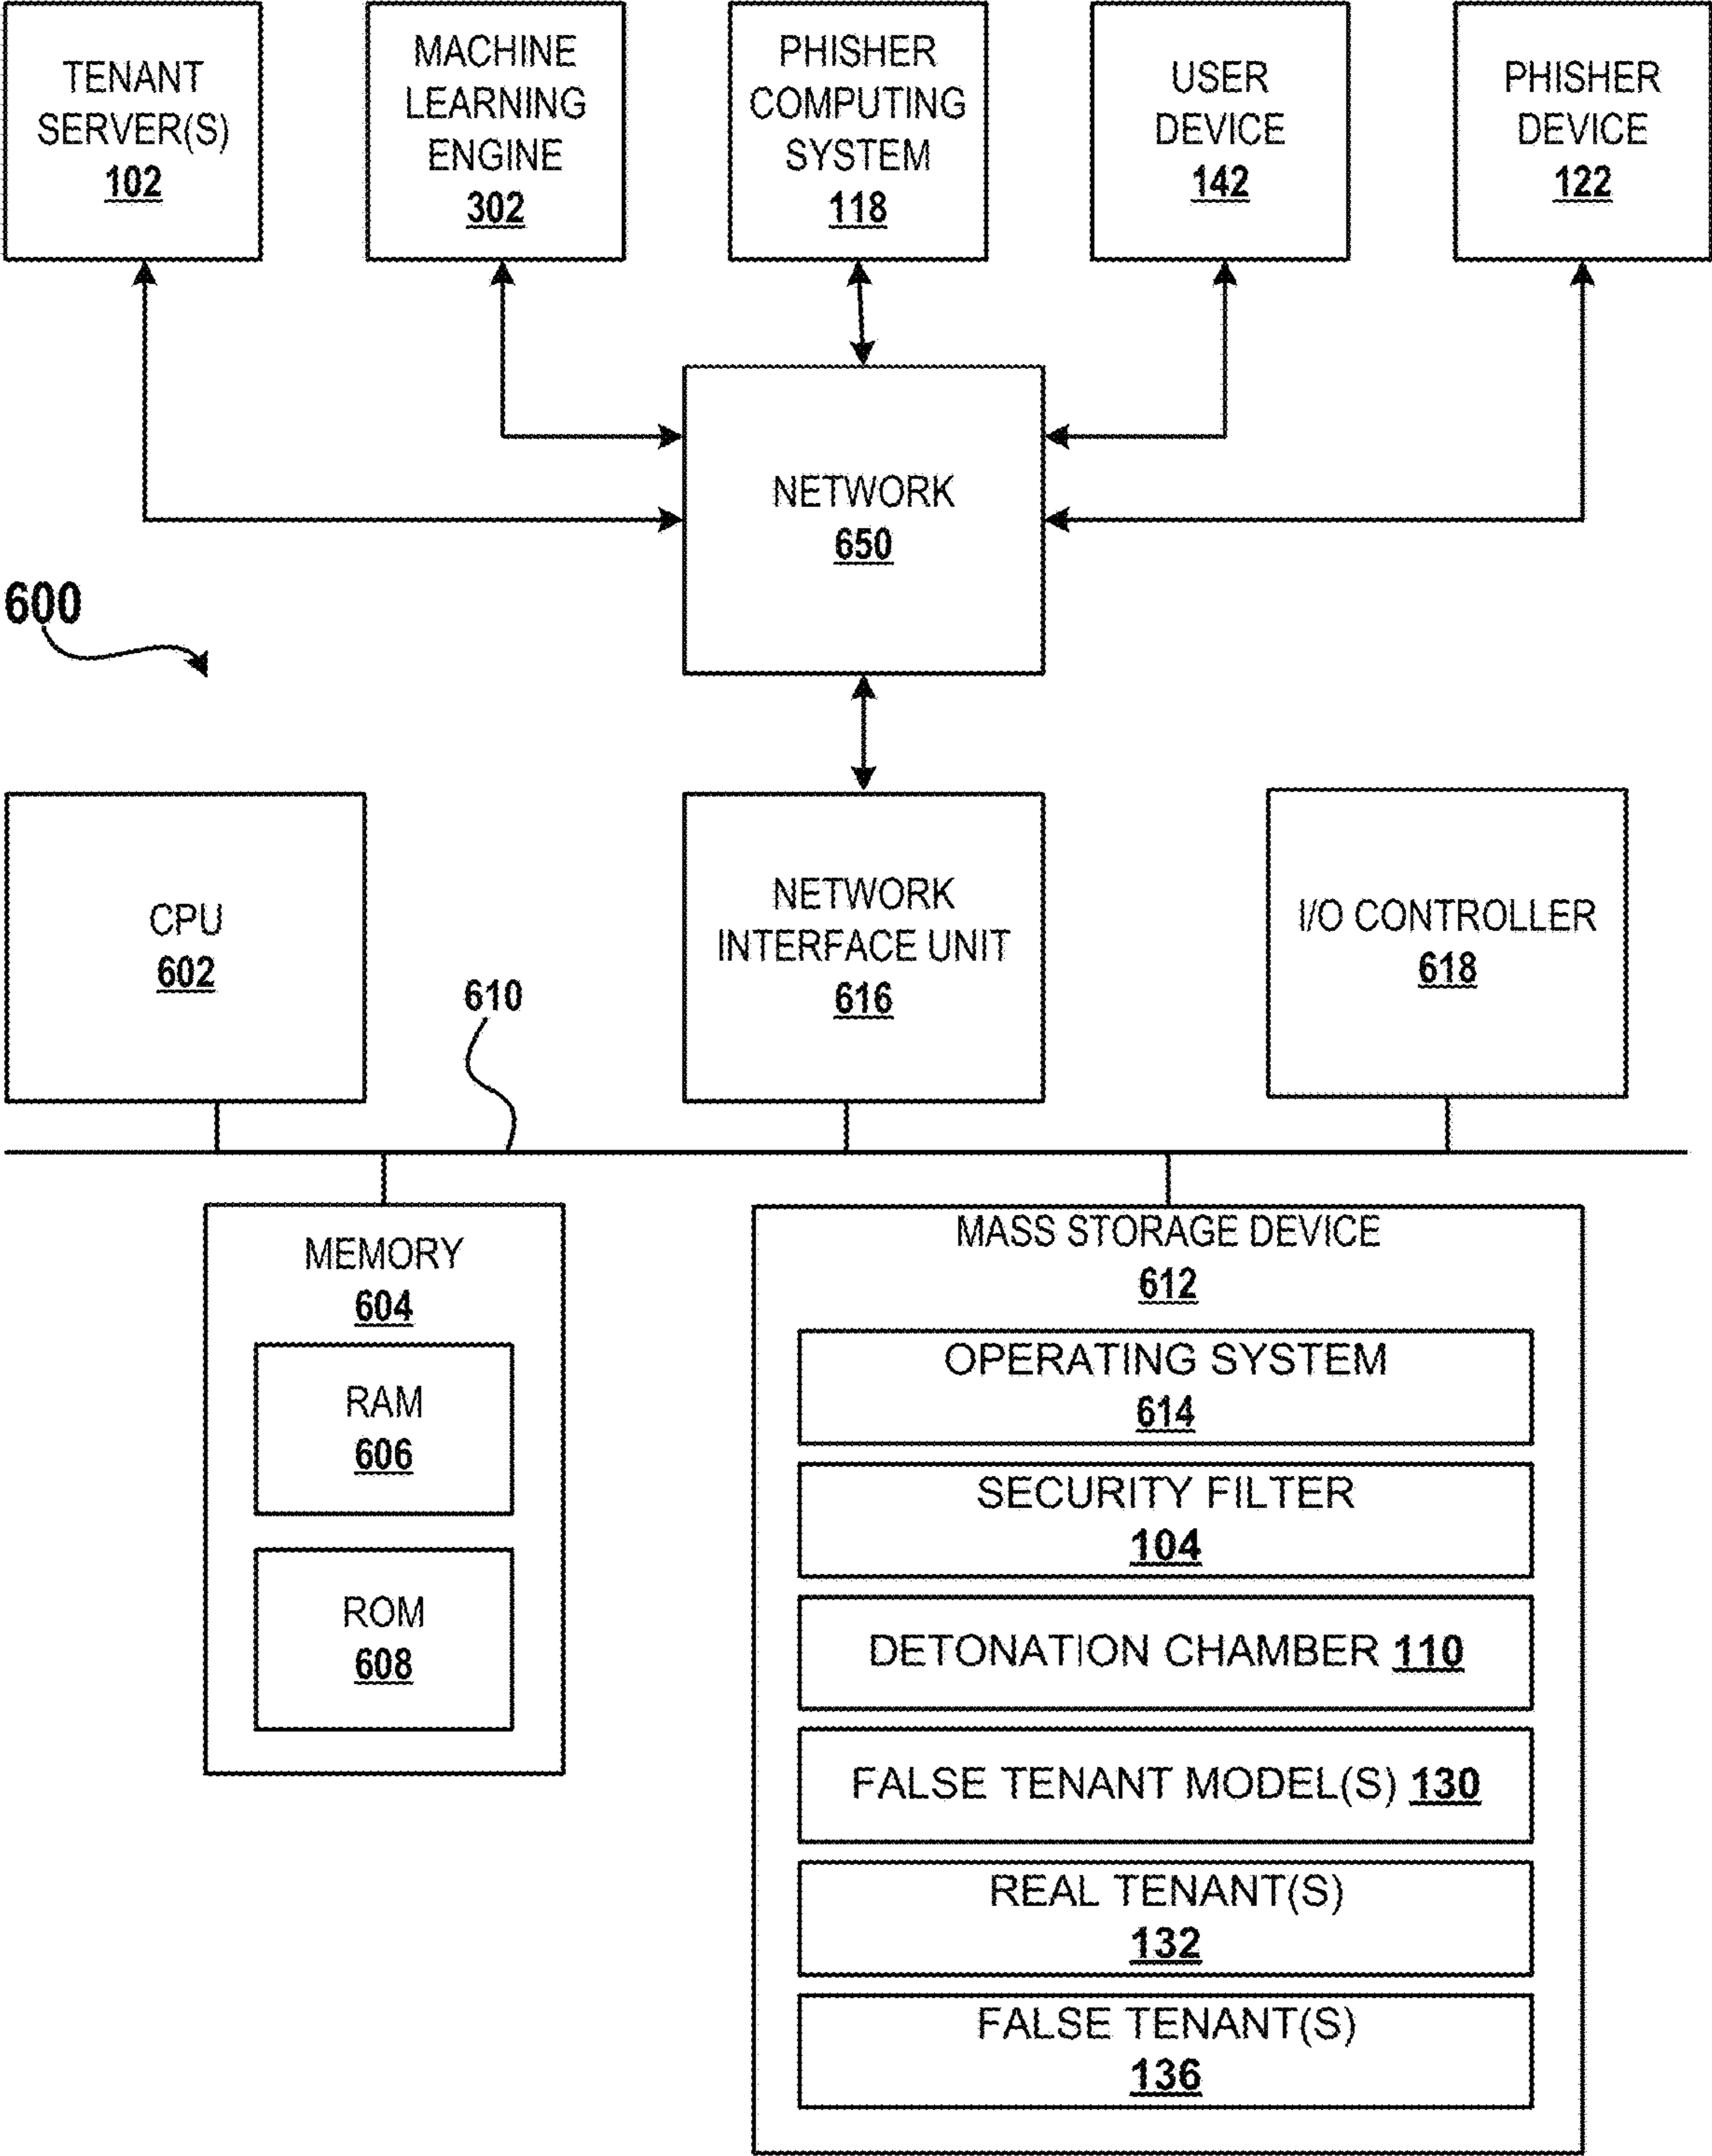 TENANT
SERVER(S)
102
MACHINE
LEARNING
ENGINE
302
PHISHER
COMPUTING
SYSTEM
118
USER
DEVICE
142
PHISHER
DEVICE
122
NETWORK
650
600
CPU
602
NETWORK
INTERFACE UNIT
616
I/O CONTROLLER
618
610
MEMORY
604
RAM
606
ROM
608
MASS STORAGE DEVICE
612
OPERATING SYSTEM
614
SECURITY FILTER
104
DETONATION CHAMBER 110
FALSE TENANT MODEL(S) 130
REAL TENANT(S)
132
FALSE TENANT(S)
136